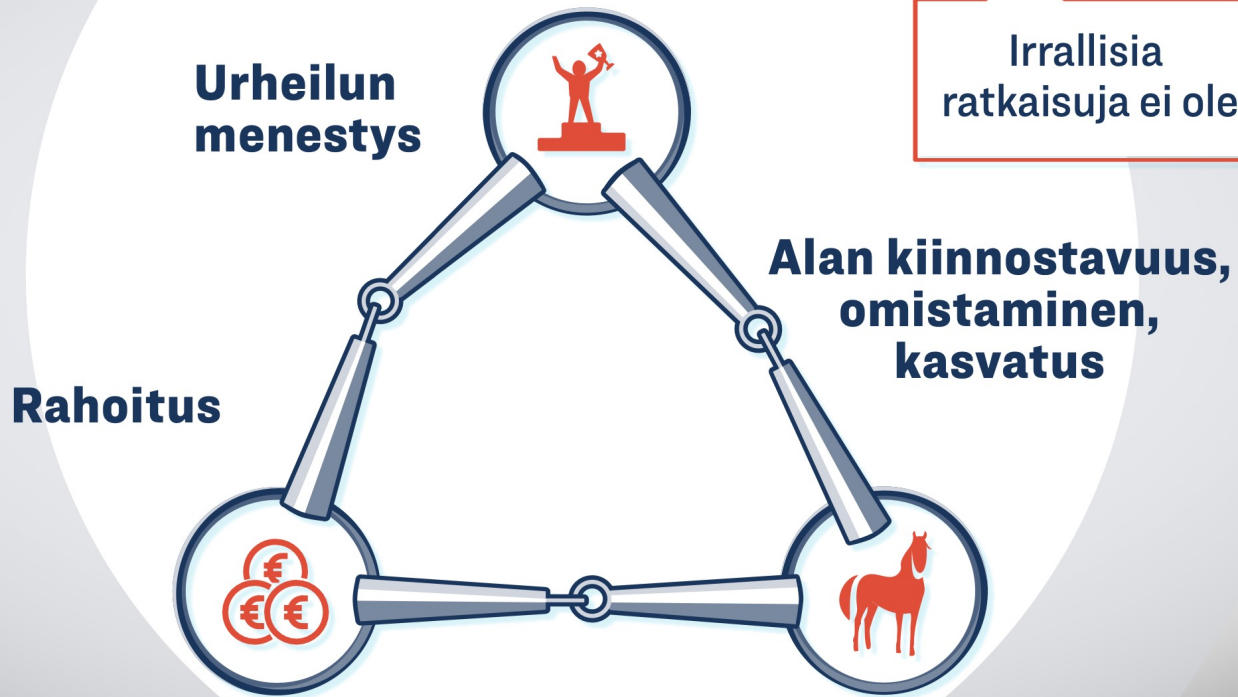 Urheilun
menestys
Irrallisia
ratkaisuja ei ole
Alan kiinnostavuus,
omistaminen,
kasvatus
Rahoitus
€
€
€